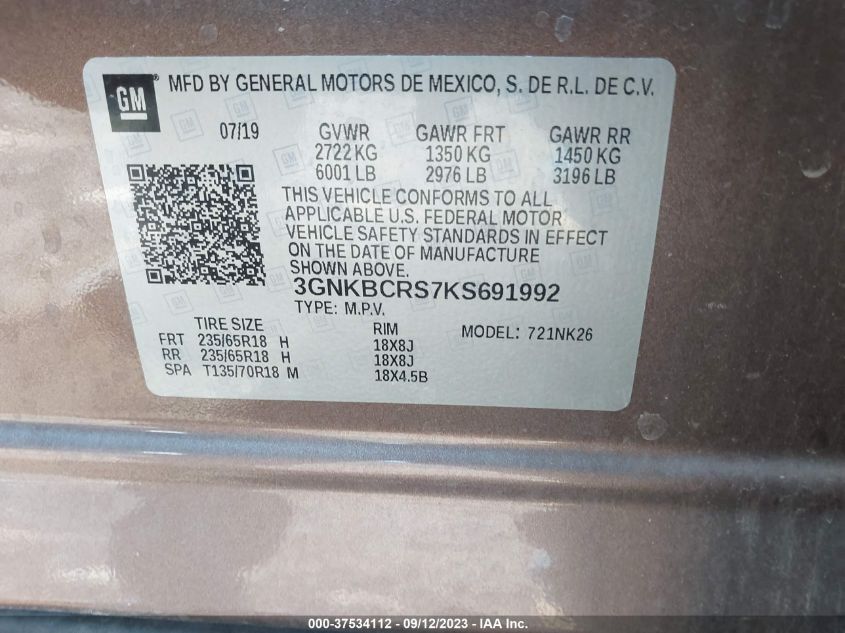 GM
MFD BY GENERAL MOTORS DE MEXICO, S. DE R.L. DE C.V.
07/19 GVWR GAWR FRT GAWR RR
2722 KG 1350 KG 1450 KG
6001 LB 2976 LB 3196 LB
THIS VEHICLE CONFORMS TO ALL
APPLICABLE U.S. FEDERAL MOTOR
VEHICLE SAFETY STANDARDS IN EFFECT
ON THE DATE OF MANUFACTURE
SHOWN ABOVE.
3GNKBCRS7KS691992
TYPE: M.P.V.
TIRE SIZE RIM MODEL: 721NK26
FRT 235/65R18 H 18X8J
RR 235/65R18 H 18X8J
SPA T135/70R18 M 18X4.5B
000-37534112 - 09/12/2023 - IAA Inc.